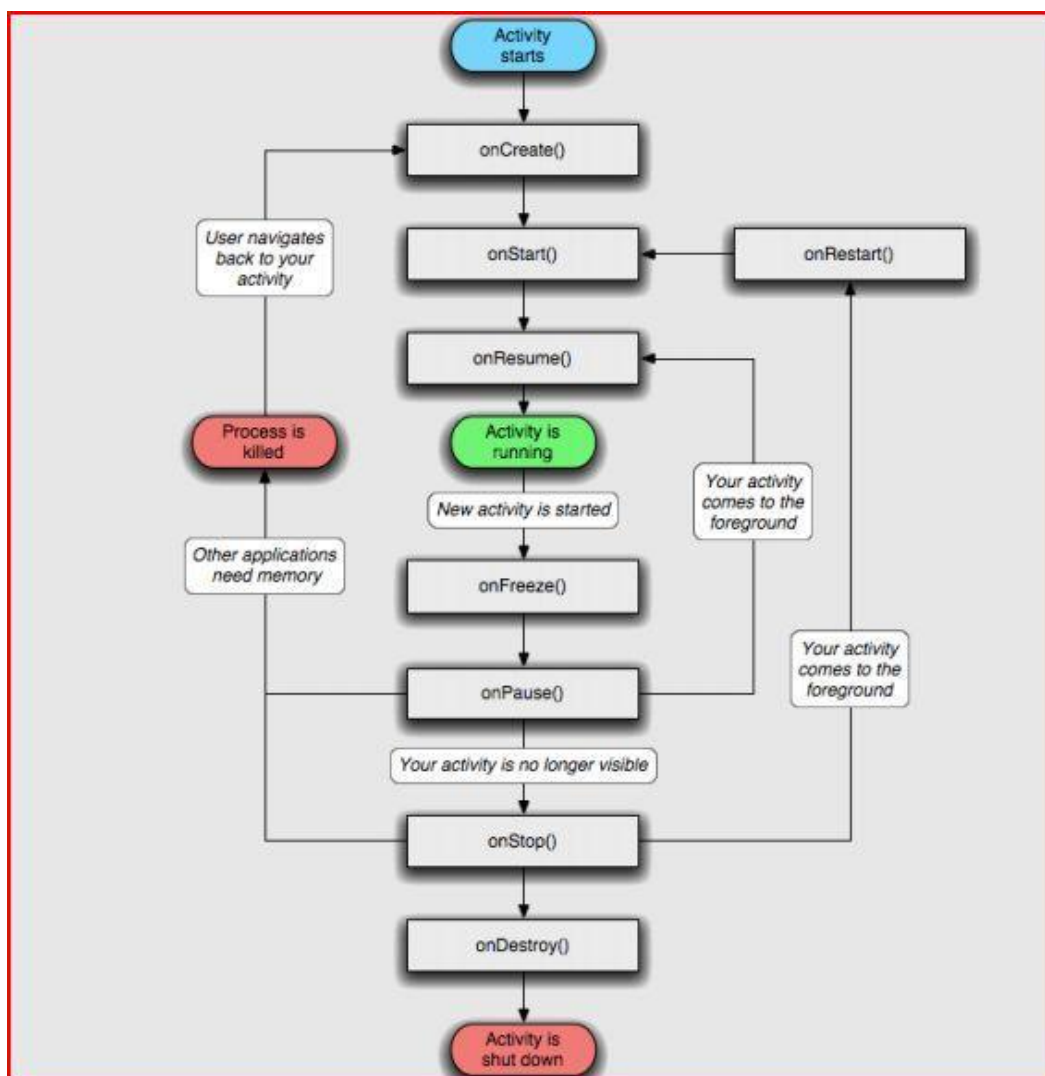 Activity
starts
onCreate()
User navigates
back to your
activity
onStart()
onRestart()
onResume()
Process is
killed
Activity is
running
Your activity
comes to the
foreground
New activity is started
Other applications
need memory
onFreeze()
Your activity
comes to the
foreground
onPause()
Your activity is no longer visible
onStop()
onDestroy()
Activity is
shut down